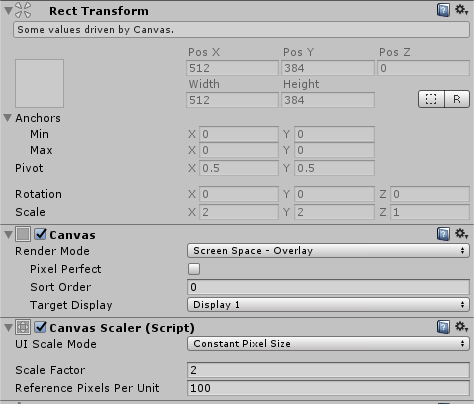 Rect Transform
Some values driven by Canvas.
Pos X Pos Y Pos Z
512 384 0
Width Height
512 384
R
Anchors
Min X 0 Y 0
Max X 0 Y 0
Pivot X 0.5 Y 0.5
Rotation X 0 Y 0 Z 0
Scale X 2 Y 2 Z 1
Canvas
Render Mode Screen Space - Overlay
Pixel Perfect
Sort Order 0
Target Display Display 1
Canvas Scaler (Script)
UI Scale Mode Constant Pixel Size
Scale Factor 2
Reference Pixels Per Unit 100